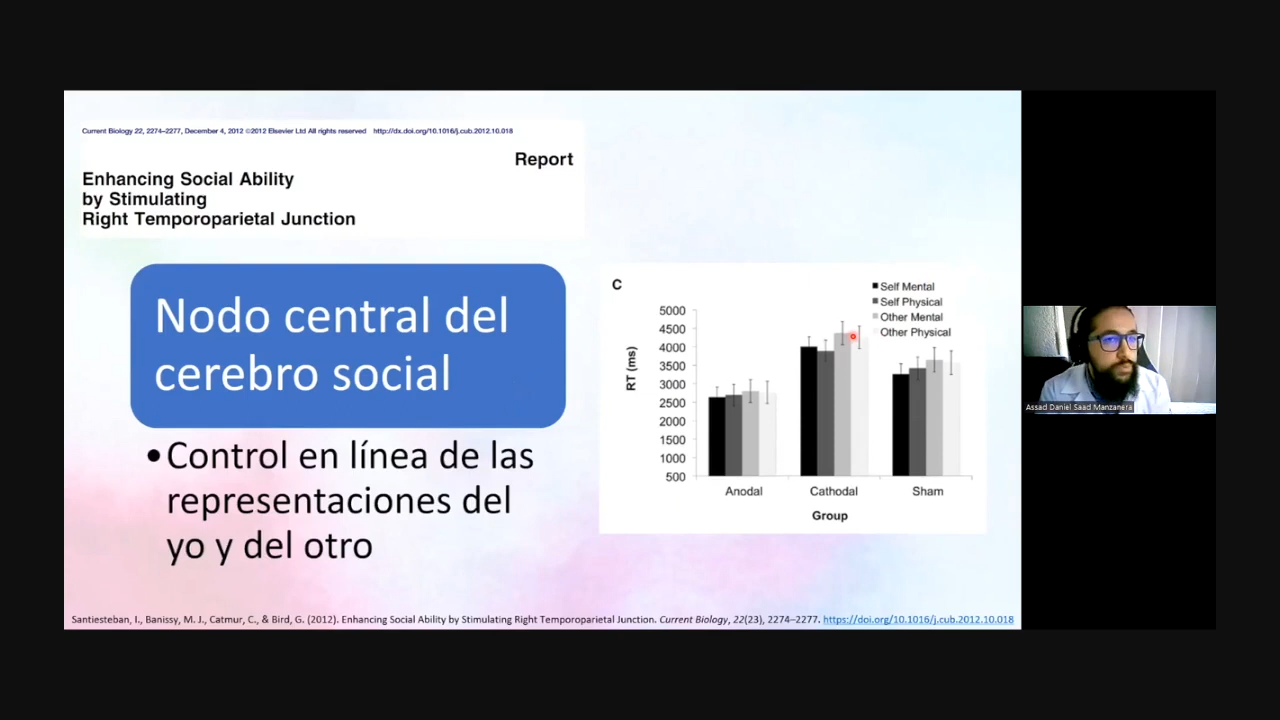 Current Biology 22, 2274–2277, December 4, 2012 ©2012 Elsevier Ltd All rights reserved http://dx.doi.org/10.1016/j.cub.2012.10.018
Report
Enhancing Social Ability
by Stimulating
Right Temporoparietal Junction
Nodo central del
cerebro social
•Control en línea de las
representaciones del
yo y del otro
C
Self Mental
Self Physical
Other Mental
Other Physical
RT (ms)
5000
4500
4000
3500
3000
2500
2000
1500
1000
500
Anodal Cathodal Sham
Group
Assad Daniel Saad Manzanera
Santiesteban, I., Banissy, M. J., Catmur, C., & Bird, G. (2012). Enhancing Social Ability by Stimulating Right Temporoparietal Junction. Current Biology, 22(23), 2274–2277. https://doi.org/10.1016/j.cub.2012.10.018